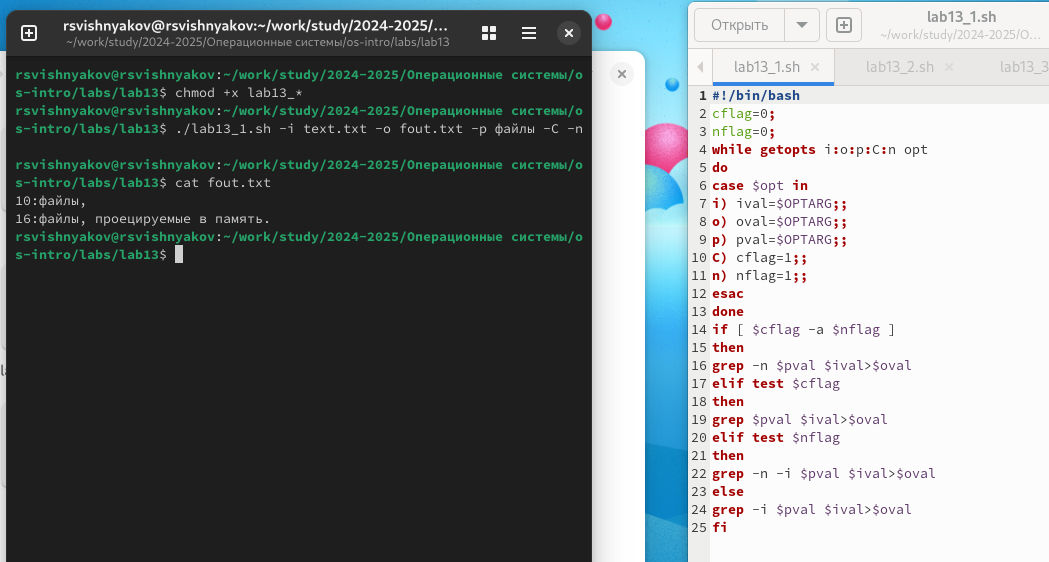 rsvishnyakov@rsvishnyakov:~/work/study/2024-2025/...
~/work/study/2024-2025/Операционные системы/os-intro/labs/lab13
rsvishnyakov@rsvishnyakov:~/work/study/2024-2025/Операционные системы/o
s-intro/labs/lab13$ chmod +x lab13_*
rsvishnyakov@rsvishnyakov:~/work/study/2024-2025/Операционные системы/o
s-intro/labs/lab13$ ./lab13_1.sh -i text.txt -o fout.txt -p файлы -C -n
rsvishnyakov@rsvishnyakov:~/work/study/2024-2025/Операционные системы/o
s-intro/labs/lab13$ cat fout.txt
10:файлы,
16:файлы, проецируемые в память.
rsvishnyakov@rsvishnyakov:~/work/study/2024-2025/Операционные системы/o
s-intro/labs/lab13$
Открыть
lab13_1.sh
~/work/study/2024-2025/О...
lab13_1.sh
lab13_2.sh
lab13_3
1 #!/bin/bash
2 cflag=0;
3 nflag=0;
4 while getopts i:o:p:C:n opt
5 do
6 case $opt in
7 i) ival=$OPTARG;;
8 o) oval=$OPTARG;;
9 p) pval=$OPTARG;;
10 C) cflag=1;;
11 n) nflag=1;;
12 esac
13 done
14 if [ $cflag -a $nflag ]
15 then
16 grep -n $pval $ival>$oval
17 elif test $cflag
18 then
19 grep $pval $ival>$oval
20 elif test $nflag
21 then
22 grep -n -i $pval $ival>$oval
23 else
24 grep -i $pval $ival>$oval
25 fi